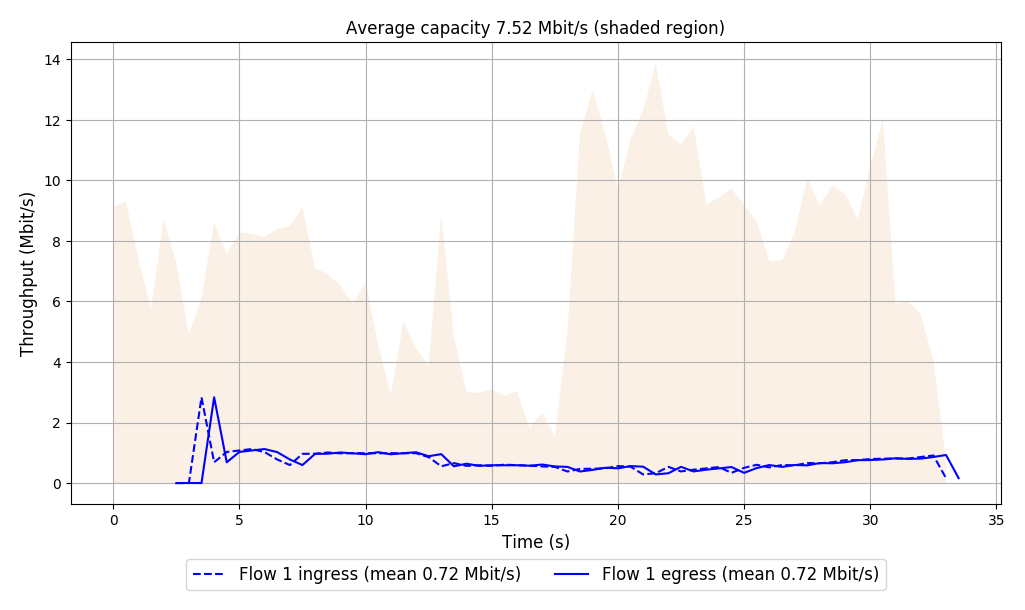 Average capacity 7.52 Mbit/s (shaded region)
14
12
10
8
6
4
2
0
Throughput (Mbit/s)
0 5 10 15 20 25 30 35
Time (s)
Flow 1 ingress (mean 0.72 Mbit/s) Flow 1 egress (mean 0.72 Mbit/s)